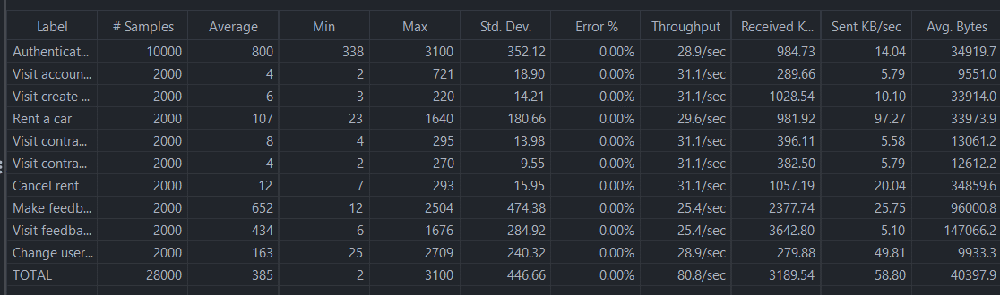 Label # Samples Average Min Max Std. Dev. Error % Throughput Received K... Sent KB/sec Avg. Bytes
Authenticat... 10000 800 338 3100 352.12 0.00% 28.9/sec 984.73 14.04 34919.7
Visit accoun... 2000 4 2 721 18.90 0.00% 31.1/sec 289.66 5.79 9551.0
Visit create ... 2000 6 3 220 14.21 0.00% 31.1/sec 1028.54 10.10 33914.0
Rent a car 2000 107 23 1640 180.66 0.00% 29.6/sec 981.92 97.27 33973.9
Visit contra... 2000 8 4 295 13.98 0.00% 31.1/sec 396.11 5.58 13061.2
Visit contra... 2000 4 2 270 9.55 0.00% 31.1/sec 382.50 5.79 12612.2
Cancel rent 2000 12 7 293 15.95 0.00% 31.1/sec 1057.19 20.04 34859.6
Make feedb... 2000 652 12 2504 474.38 0.00% 25.4/sec 2377.74 25.75 96000.8
Visit feedba... 2000 434 6 1676 284.92 0.00% 25.4/sec 3642.80 5.10 147066.2
Change user... 2000 163 25 2709 240.32 0.00% 28.9/sec 279.88 49.81 9933.3
TOTAL 28000 385 2 3100 446.66 0.00% 80.8/sec 3189.54 58.80 40397.9